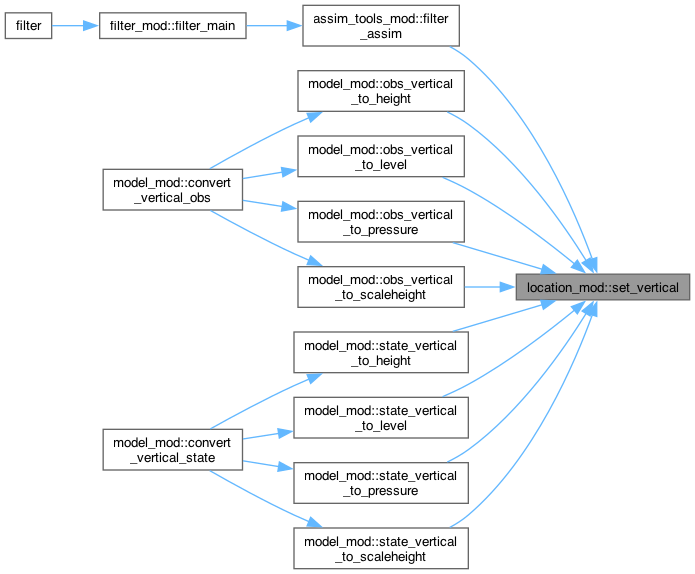 filter
filter_mod::filter_main
assim_tools_mod::filter
_assim
model_mod::obs_vertical
_to_height
model_mod::obs_vertical
_to_level
model_mod::convert
_vertical_obs
model_mod::obs_vertical
_to_pressure
model_mod::obs_vertical
_to_scaleheight
location_mod::set_vertical
model_mod::state_vertical
_to_height
model_mod::state_vertical
_to_level
model_mod::convert
_vertical_state
model_mod::state_vertical
_to_pressure
model_mod::state_vertical
_to_scaleheight